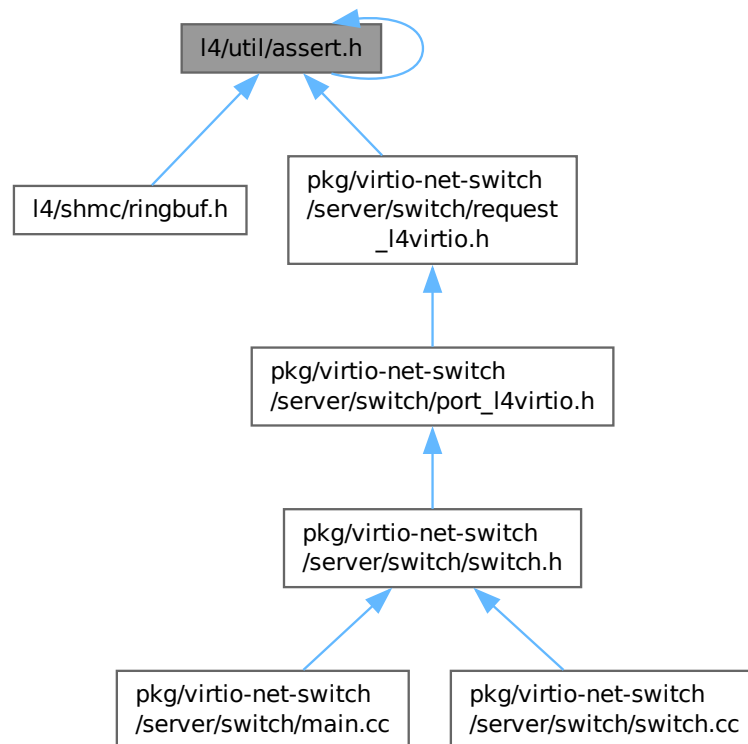 l4/util/assert.h
l4/shmc/ringbuf.h
pkg/virtio-net-switch
/server/switch/request
_l4virtio.h
pkg/virtio-net-switch
/server/switch/port_l4virtio.h
pkg/virtio-net-switch
/server/switch/switch.h
pkg/virtio-net-switch
/server/switch/main.cc
pkg/virtio-net-switch
/server/switch/switch.cc